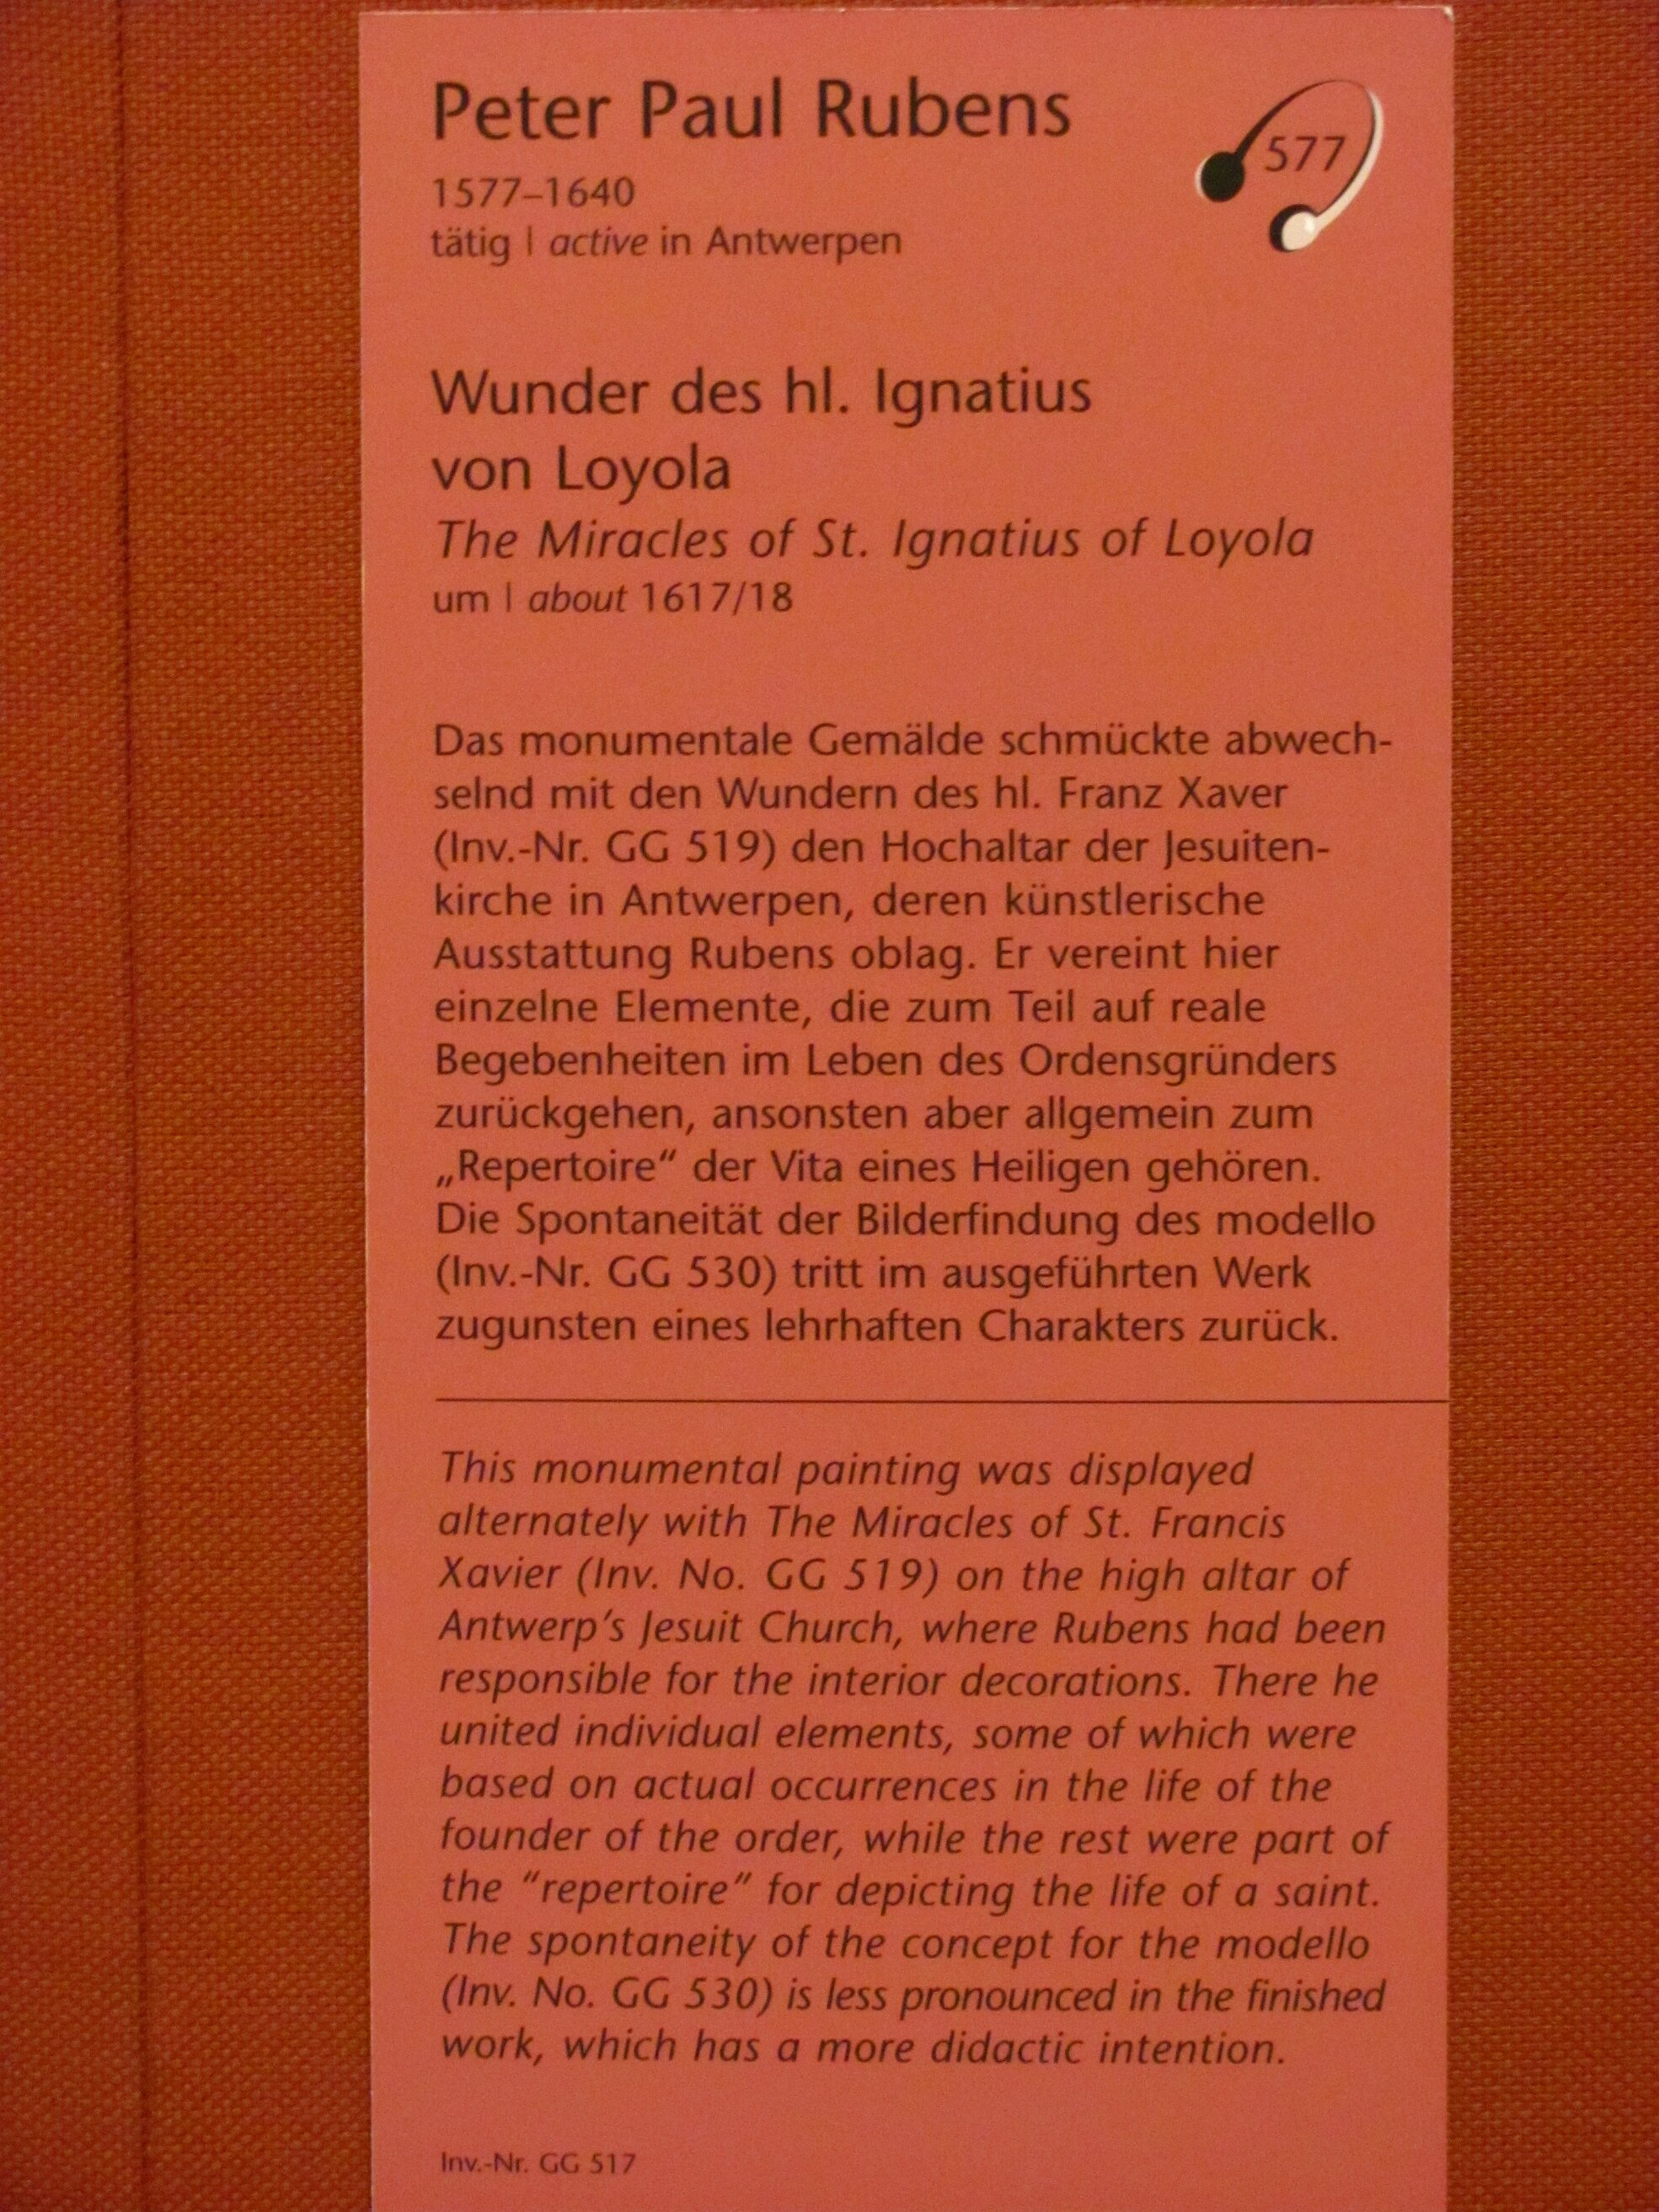 Peter Paul Rubens
577
1577–1640
tätig | active in Antwerpen
Wunder des hl. Ignatius
von Loyola
The Miracles of St. Ignatius of Loyola
um | about 1617/18
Das monumentale Gemälde schmückte abwech-
selnd mit den Wundern des hl. Franz Xaver
(Inv.-Nr. GG 519) den Hochaltar der Jesuiten-
kirche in Antwerpen, deren künstlerische
Ausstattung Rubens oblag. Er vereint hier
einzelne Elemente, die zum Teil auf reale
Begebenheiten im Leben des Ordensgründers
zurückgehen, ansonsten aber allgemein zum
„Repertoire“ der Vita eines Heiligen gehören.
Die Spontaneität der Bilderfindung des modello
(Inv.-Nr. GG 530) tritt im ausgeführten Werk
zugunsten eines lehrhaften Charakters zurück.
This monumental painting was displayed
alternately with The Miracles of St. Francis
Xavier (Inv. No. GG 519) on the high altar of
Antwerp’s Jesuit Church, where Rubens had been
responsible for the interior decorations. There he
united individual elements, some of which were
based on actual occurrences in the life of the
founder of the order, while the rest were part of
the “repertoire” for depicting the life of a saint.
The spontaneity of the concept for the modello
(Inv. No. GG 530) is less pronounced in the finished
work, which has a more didactic intention.
Inv.-Nr. GG 517